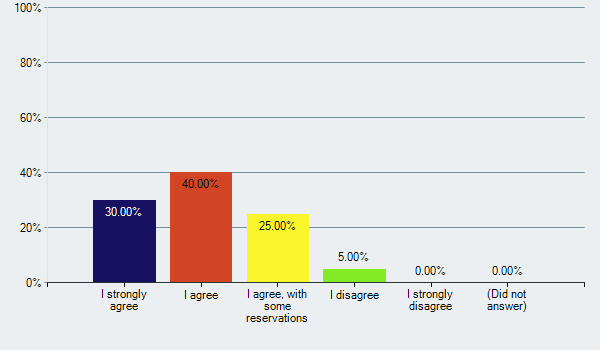 100%
80%
60%
40%
20%
0%
30.00%
40.00%
25.00%
5.00%
0.00%
0.00%
I strongly
agree
I agree
I agree, with
some
reservations
I disagree
I strongly
disagree
(Did not
answer)